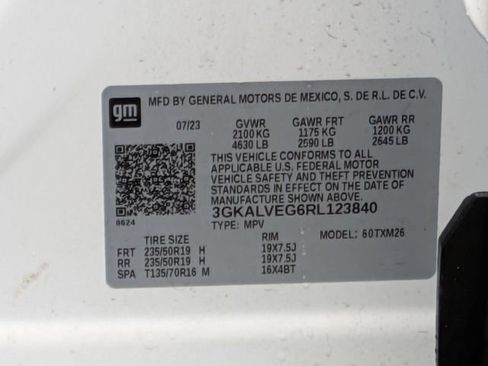 gm MFD BY GENERAL MOTORS DE MEXICO, S. DE R.L. DE C.V.
07/23 GVWR GAWR FRT GAWR RR
2100 KG 1175 KG 1200 KG
4630 LB 2590 LB 2645 LB
THIS VEHICLE CONFORMS TO ALL
APPLICABLE U.S. FEDERAL MOTOR
VEHICLE SAFETY AND THEFT
PREVENTION STANDARDS IN
EFFECT ON THE DATE OF
MANUFACTURE SHOWN ABOVE.
3GKALVEG6RL123840
8624 TYPE: MPV
TIRE SIZE RIM MODEL: 60TXM26
FRT 235/50R19 H 19X7.5J
RR 235/50R19 H 19X7.5J
SPA T135/70R16 M 16X4BT